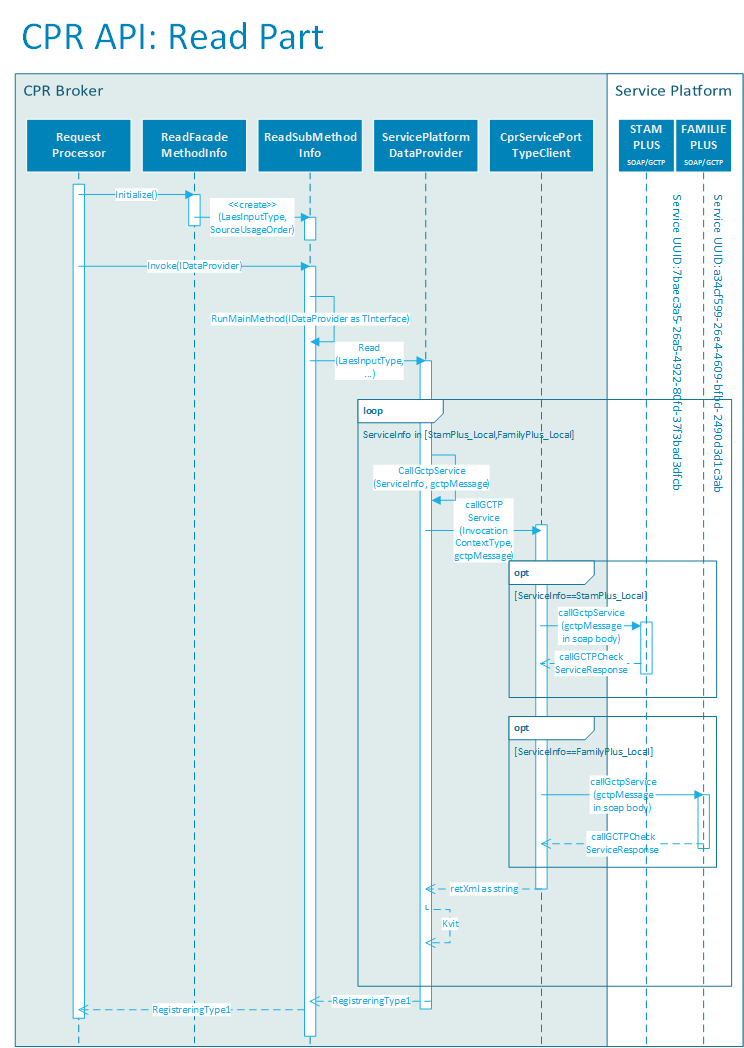 CPR API: Read Part
CPR Broker
Service Platform
Request
Processor
ReadFacade
MethodInfo
ReadSubMethod
Info
ServicePlatform
DataProvider
CprServicePort
TypeClient
STAM
PLUS
SOAP/GCTP
FAMILIE
PLUS
SOAP/GCTP
Initialize()
<<create>>
(LaesInputType,
SourceUsageOrder)
Service UUID:7baec3a5-26a5-4922-80fd-37f3bad3dfcb
Service UUID:a34cf599-26e4-4609-bfbd-2490d3d1c3ab
Invoke(IDataProvider)
RunMainMethod(IDataProvider as TInterface)
Read
(LaesInputType,
...)
loop
ServiceInfo in [StamPlus_Local,FamilyPlus_Local]
CallGctpService
(ServiceInfo, gctpMessage)
callGCTP
Service
(Invocation
ContextType,
gctpMessage)
opt
[ServiceInfo==StamPlus_Local]
callGctpService
(gctpMessage
in soap body)
callGCTPCheck
ServiceResponse
opt
[ServiceInfo==FamilyPlus_Local]
callGctpService
(gctpMessage
in soap body)
callGCTPCheck
ServiceResponse
retXml as string
Kvit
RegistreringType1
RegistreringType1